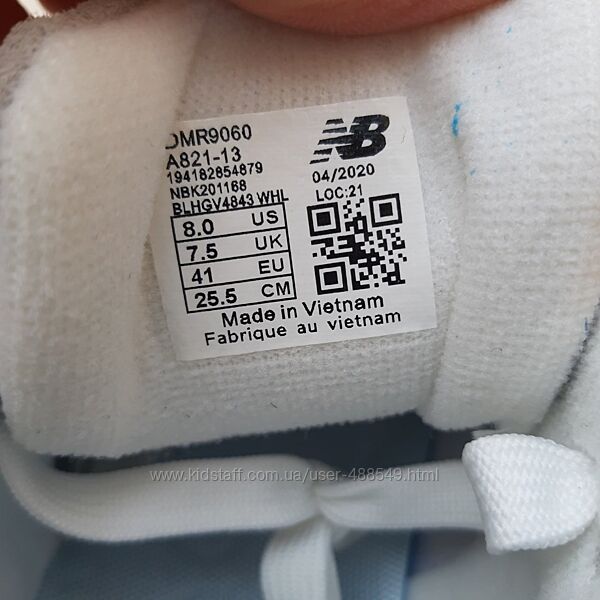 DMR9060
A821-13
194182854879
NBK201168
BLHGV4843 WHL
NB
04/2020
LOC:21
8.0 US
7.5 UK
41 EU
25.5 CM
Made in Vietnam
Fabrique au vietnam
www.kidstaff.com.ua/user-488549.html